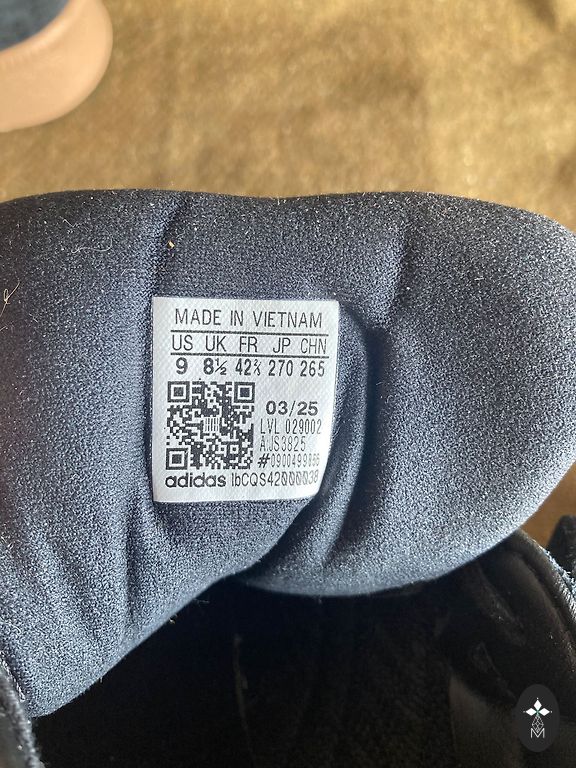 MADE IN VIETNAM
US UK FR JP CHN
9 8½ 42⅔ 270 265
03/25
LVL 029002
A:JS3825
adidas
M